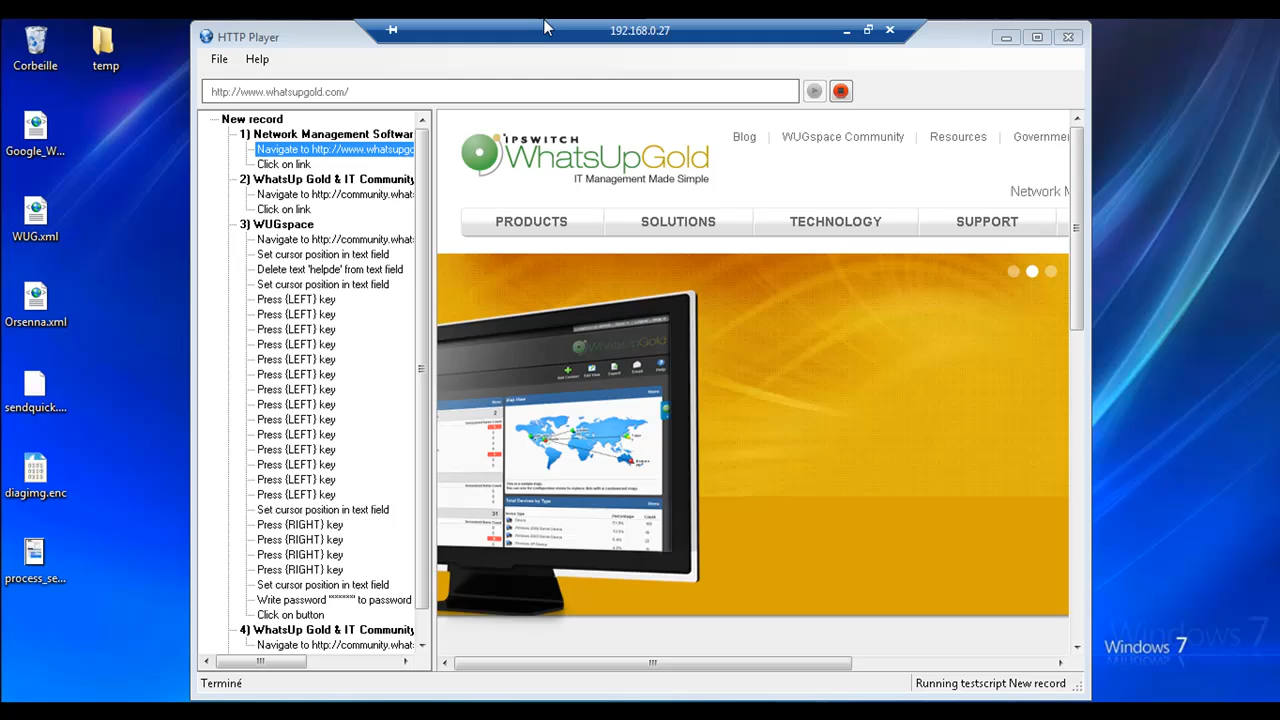 192.168.0.27
Corbeille
temp
Google_W...
WUG.xml
Orsenna.xml
sendquick....
diagimg.enc
process_se...
HTTP Player
File
Help
http://www.whatsupgold.com/
New record
1) Network Management Softwar
Navigate to http://www.whatsupgo
Click on link
2) WhatsUp Gold & IT Community
Navigate to http://community.what:
Click on link
3) WUGspace
Navigate to http://community.what:
Set cursor position in text field
Delete text 'helpde' from text field
Set cursor position in text field
Press {LEFT} key
Press {LEFT} key
Press {LEFT} key
Press {LEFT} key
Press {LEFT} key
Press {LEFT} key
Press {LEFT} key
Press {LEFT} key
Press {LEFT} key
Press {LEFT} key
Press {LEFT} key
Press {LEFT} key
Press {LEFT} key
Press {LEFT} key
Set cursor position in text field
Press {RIGHT} key
Press {RIGHT} key
Press {RIGHT} key
Press {RIGHT} key
Set cursor position in text field
Write password '*******' to password
Click on button
4) WhatsUp Gold & IT Community
Navigate to http://community.what:
IPSWITCH
WhatsUpGold
IT Management Made Simple
Blog
WUGspace Community
Resources
Governme
Network M
PRODUCTS
SOLUTIONS
TECHNOLOGY
SUPPORT
WhatsUpGold
Map View
Total Devices by Type
Terminé
Running testscript New record
Windows 7